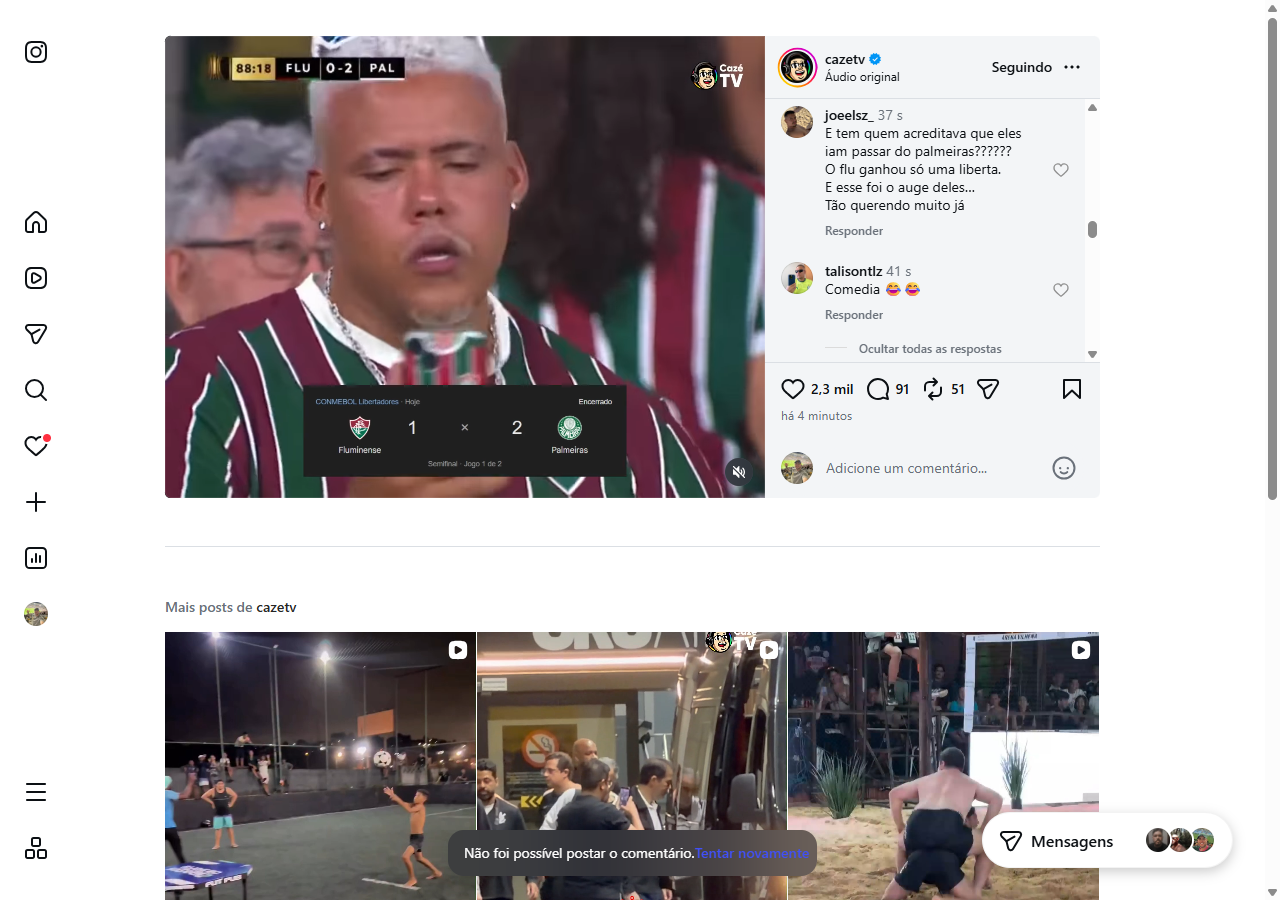 88:18 FLU 0-2 PAL
Cazé
TV
CONMEBOL Libertadores · Hoje
Encerrado
1 × 2
Fluminense
Palmeiras
Semifinal · Jogo 1 de 2
cazetv
Áudio original
Seguindo
joeelsz_ 37 s
E tem quem acreditava que eles
iam passar do palmeiras??????
O flu ganhou só uma liberta.
E esse foi o auge deles...
Tão querendo muito já
Responder
talisontlz 41 s
Comedia 😂 😂
Responder
Ocultar todas as respostas
2,3 mil
91
51
há 4 minutos
Adicione um comentário...
Mais posts de cazetv
TV
Não foi possível postar o comentário.Tentar novamente
Mensagens